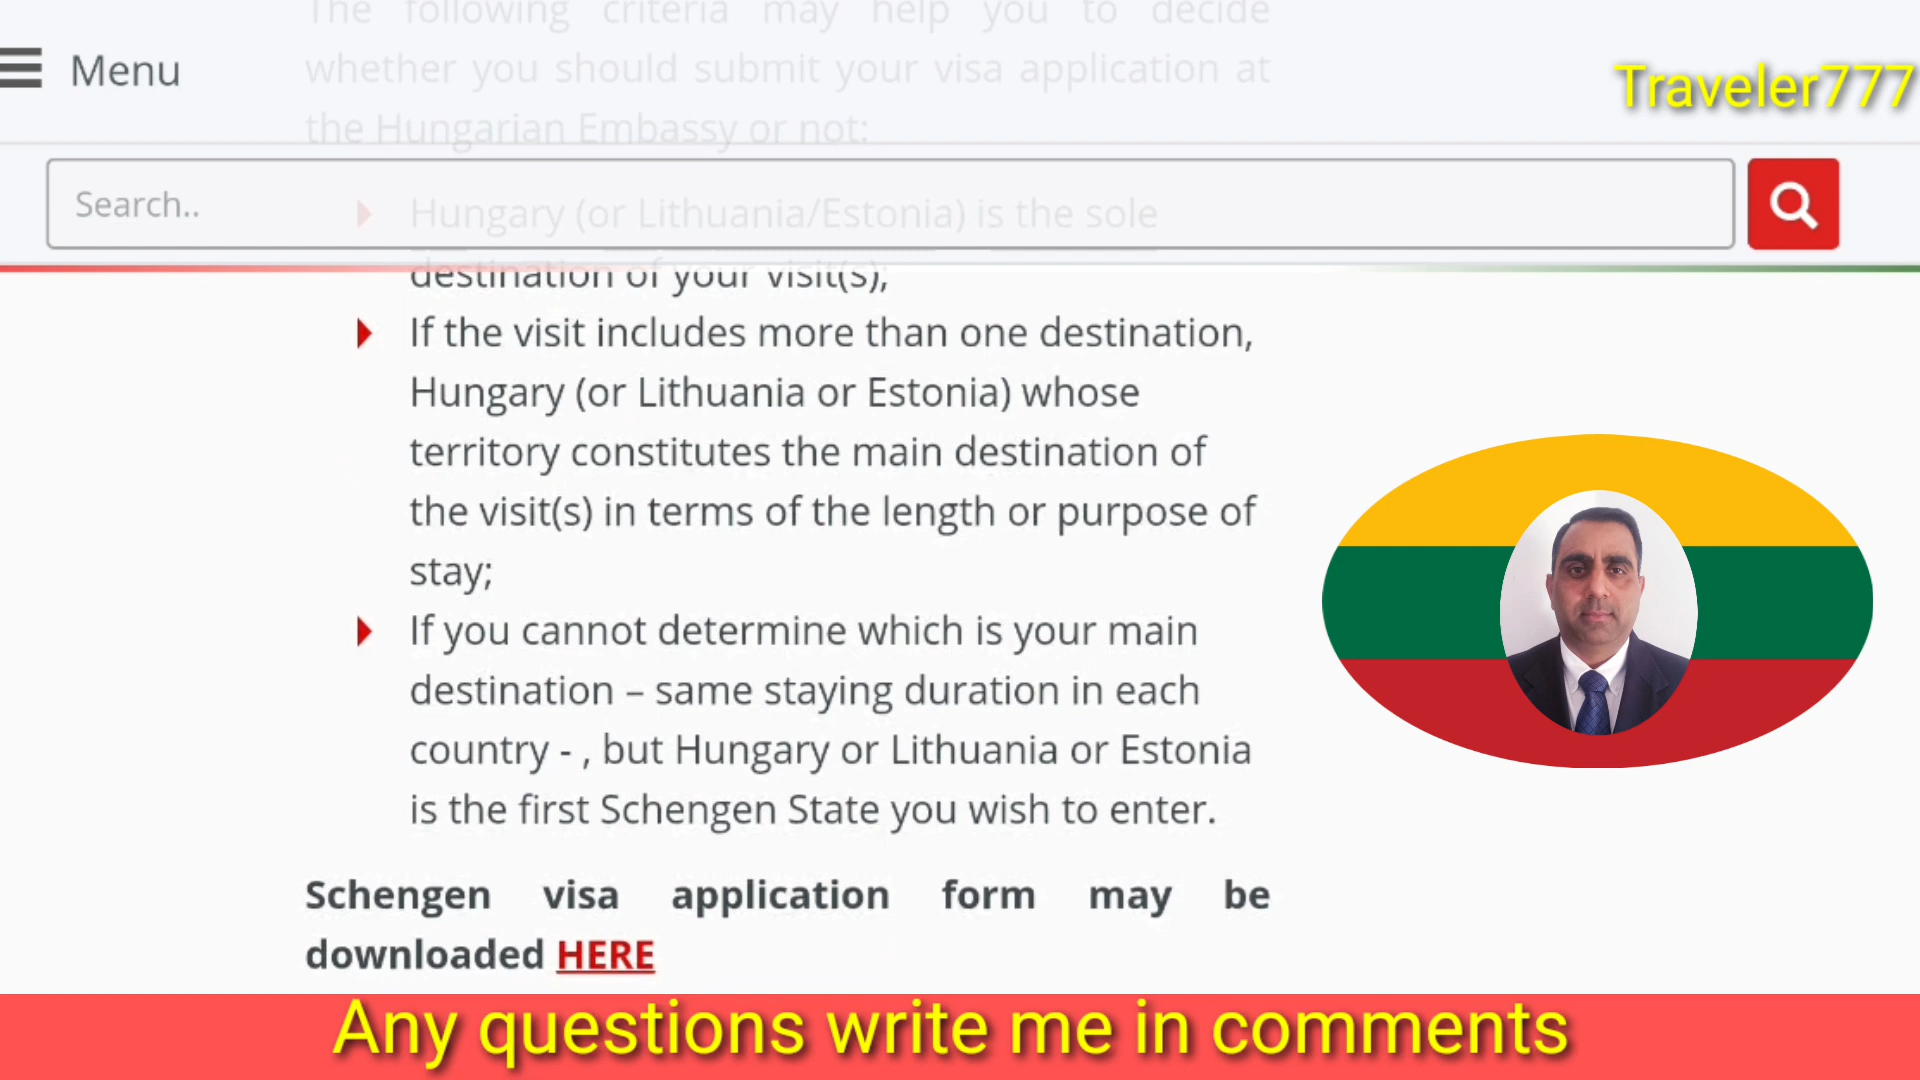 The following criteria may help you to decide
whether you should submit your visa application at
the Hungarian Embassy or not:
Menu
Traveler777
Search..
Hungary (or Lithuania/Estonia) is the sole
destination of your visit(s);
If the visit includes more than one destination,
Hungary (or Lithuania or Estonia) whose
territory constitutes the main destination of
the visit(s) in terms of the length or purpose of
stay;
If you cannot determine which is your main
destination – same staying duration in each
country - , but Hungary or Lithuania or Estonia
is the first Schengen State you wish to enter.
Schengen visa application form may be
downloaded HERE
Any questions write me in comments